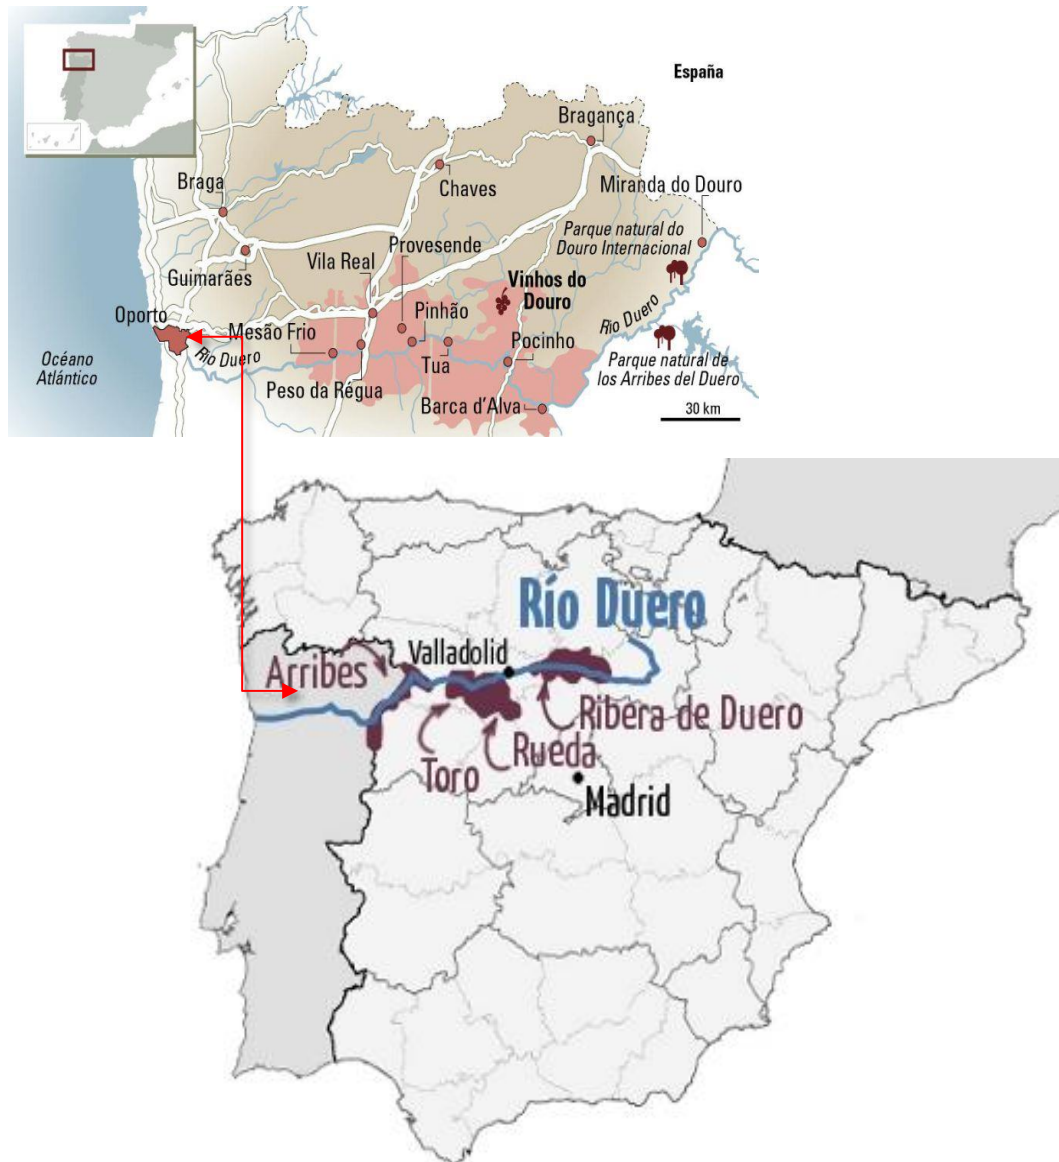 España
Bragança
Chaves
Miranda do Douro
Braga
Parque natural do
Douro Internacional
Provesende
Vila Real
Guimarães
Vinhos do
Douro
Oporto
Pinhão
Río Duero
Mesão Frio
Río Duero
Pocinho
Océano
Atlántico
Tua
Parque natural de
los Arribes del Duero
Peso da Régua
Barca d'Alva
30 km
Río Duero
Valladolid
Arribes
Ribera de Duero
Rueda
Toro
Madrid